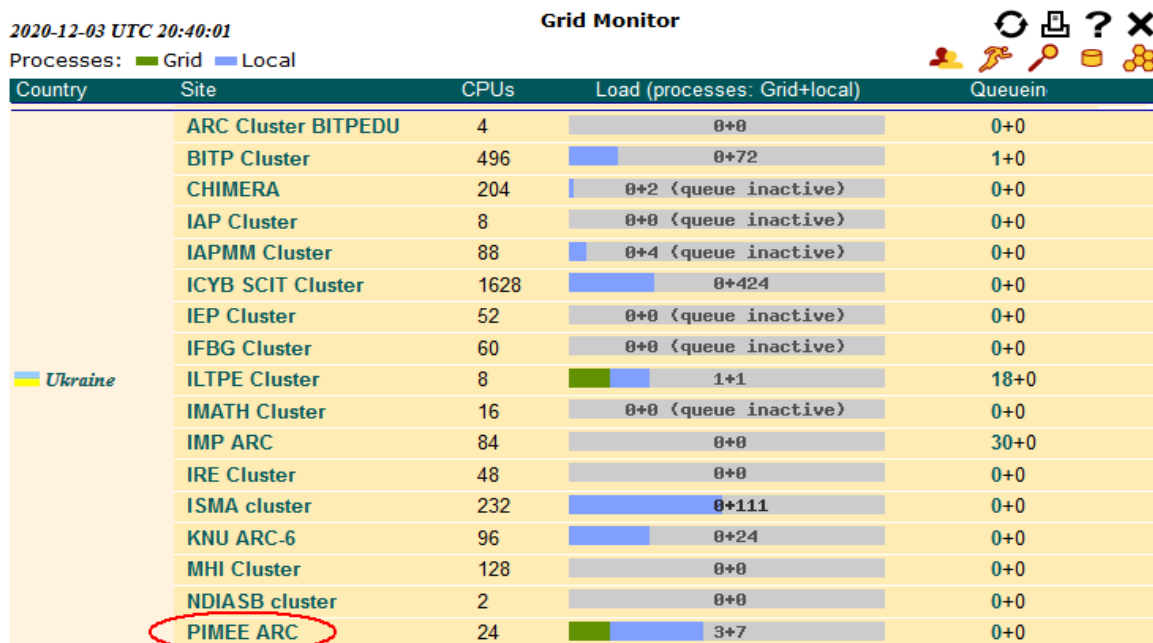 Grid Monitor
2020-12-03 UTC 20:40:01
Processes: Grid Local
Country Site CPUs Load (processes: Grid+local) Queuein
ARC Cluster BITPEDU 4 0+0 0+0
BITP Cluster 496 0+72 1+0
CHIMERA 204 0+2 (queue inactive) 0+0
IAP Cluster 8 0+0 (queue inactive) 0+0
IAPMM Cluster 88 0+4 (queue inactive) 0+0
ICYB SCIT Cluster 1628 0+424 0+0
IEP Cluster 52 0+0 (queue inactive) 0+0
IFBG Cluster 60 0+0 (queue inactive) 0+0
Ukraine ILTPE Cluster 8 1+1 18+0
IMATH Cluster 16 0+0 (queue inactive) 0+0
IMP ARC 84 0+0 30+0
IRE Cluster 48 0+0 0+0
ISMA cluster 232 0+111 0+0
KNU ARC-6 96 0+24 0+0
MHI Cluster 128 0+0 0+0
NDIASB cluster 2 0+0 0+0
PIMEE ARC 24 3+7 0+0